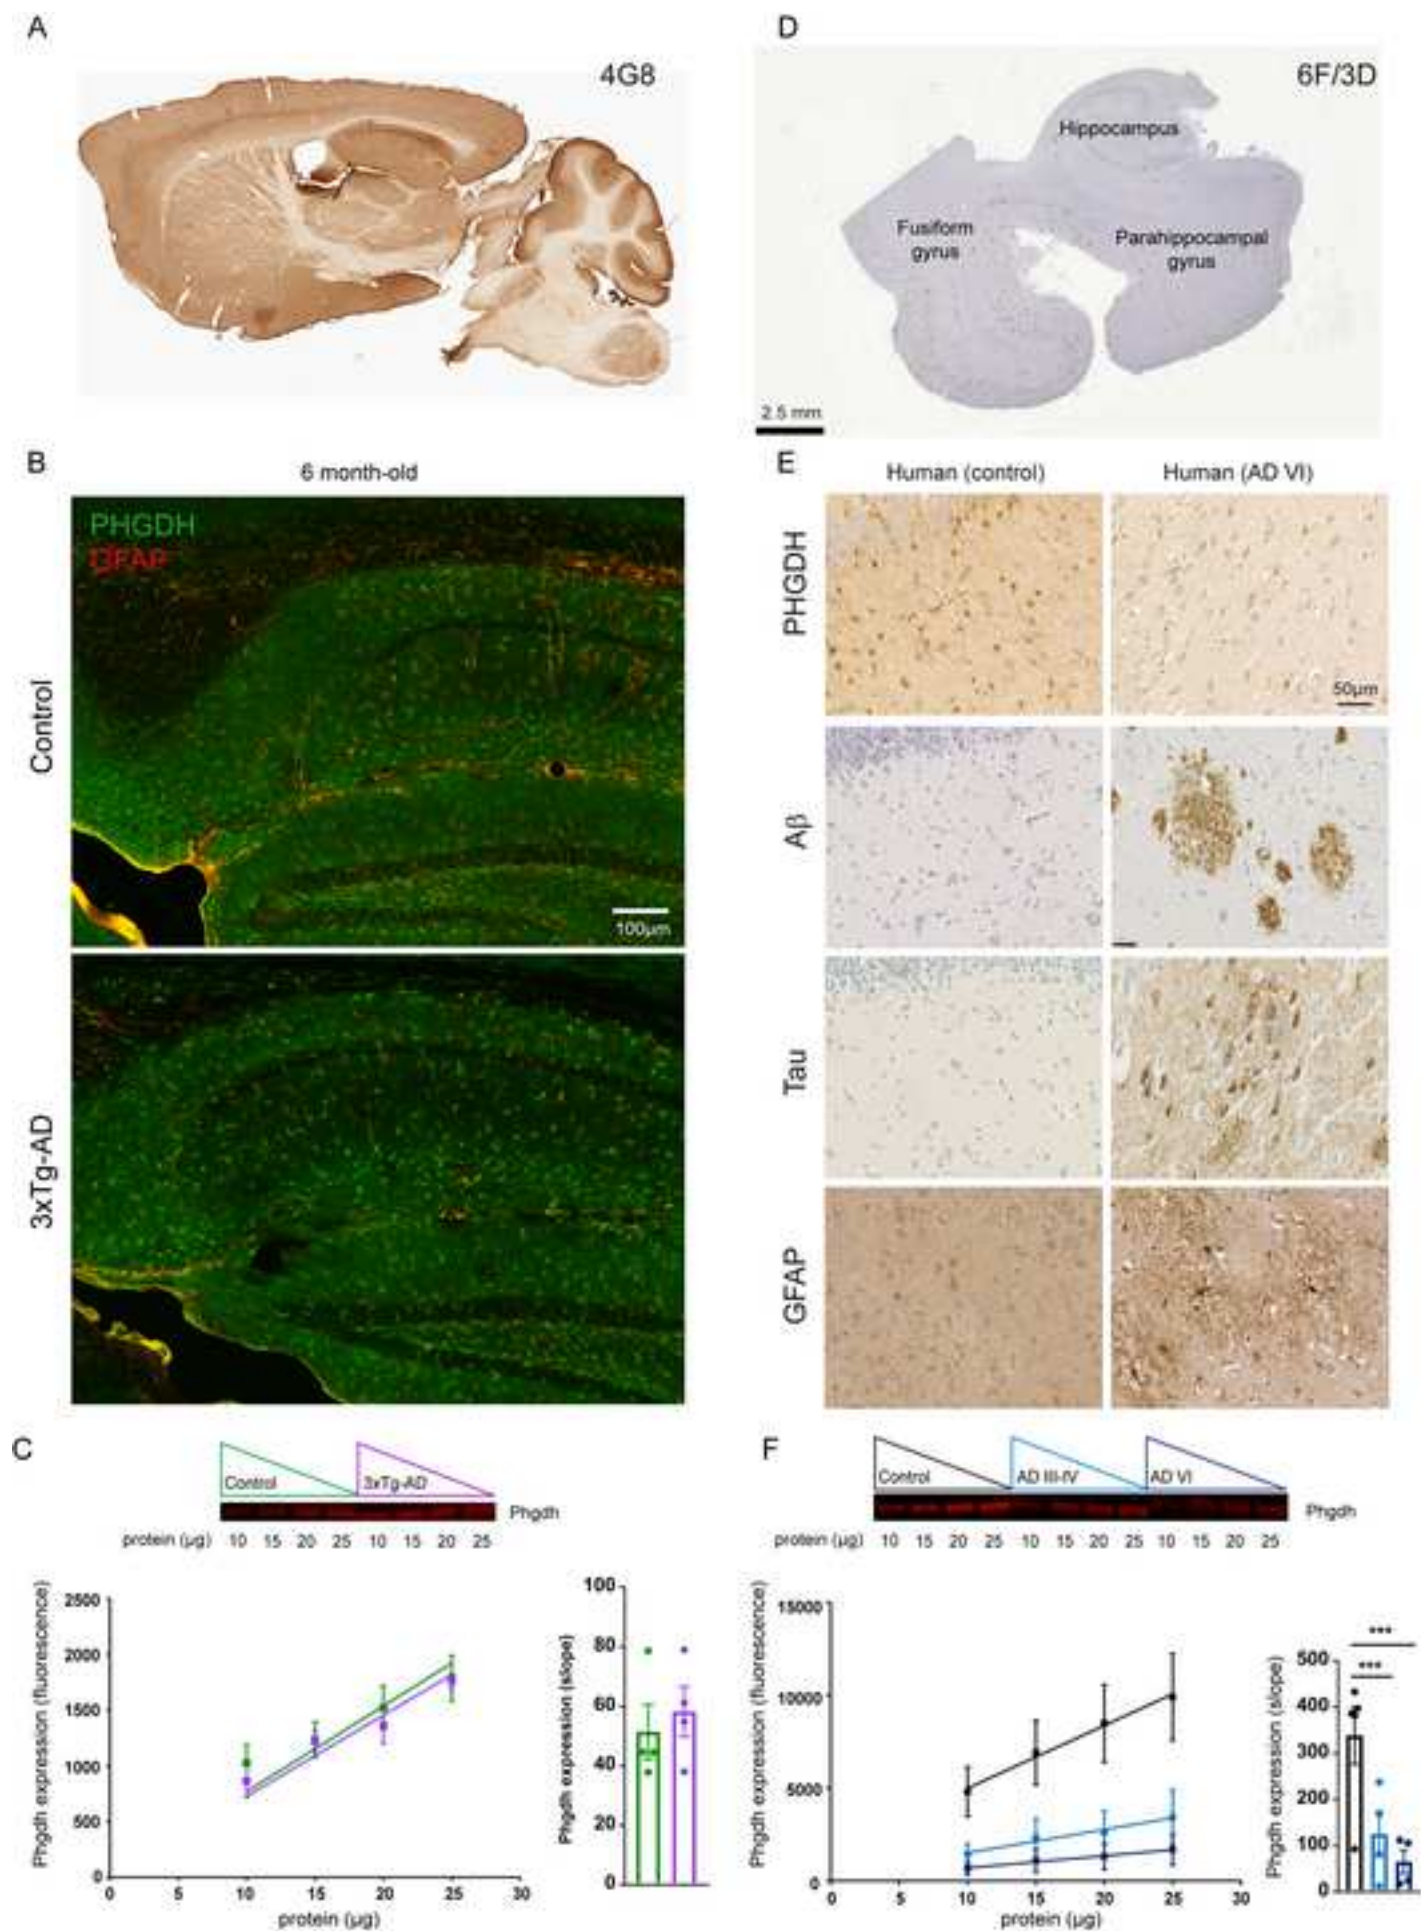 A
4G8
D
6F/3D
Hippocampus
Fusiform
gyrus
Parahippocampal
gyrus
2.5 mm
B
6 month-old
PHGDH
GFAP
Control
100µm
3xTg-AD
E
Human (control)
Human (AD VI)
PHGDH
50µm
Aβ
Tau
GFAP
C
Control
3xTg-AD
Phgdh
protein (µg) 10 15 20 25 10 15 20 25
Phgdh expression (fluorescence)
2500
2000
1500
1000
500
0
0 5 10 15 20 25 30
protein (µg)
Phgdh expression (slope)
100
80
60
40
20
0
F
Control
AD III-IV
AD VI
Phgdh
protein (µg) 10 15 20 25 10 15 20 25 10 15 20 25
Phgdh expression (fluorescence)
15000
10000
5000
0
0 5 10 15 20 25 30
protein (µg)
Phgdh expression (slope)
500
400
300
200
100
0
***
***